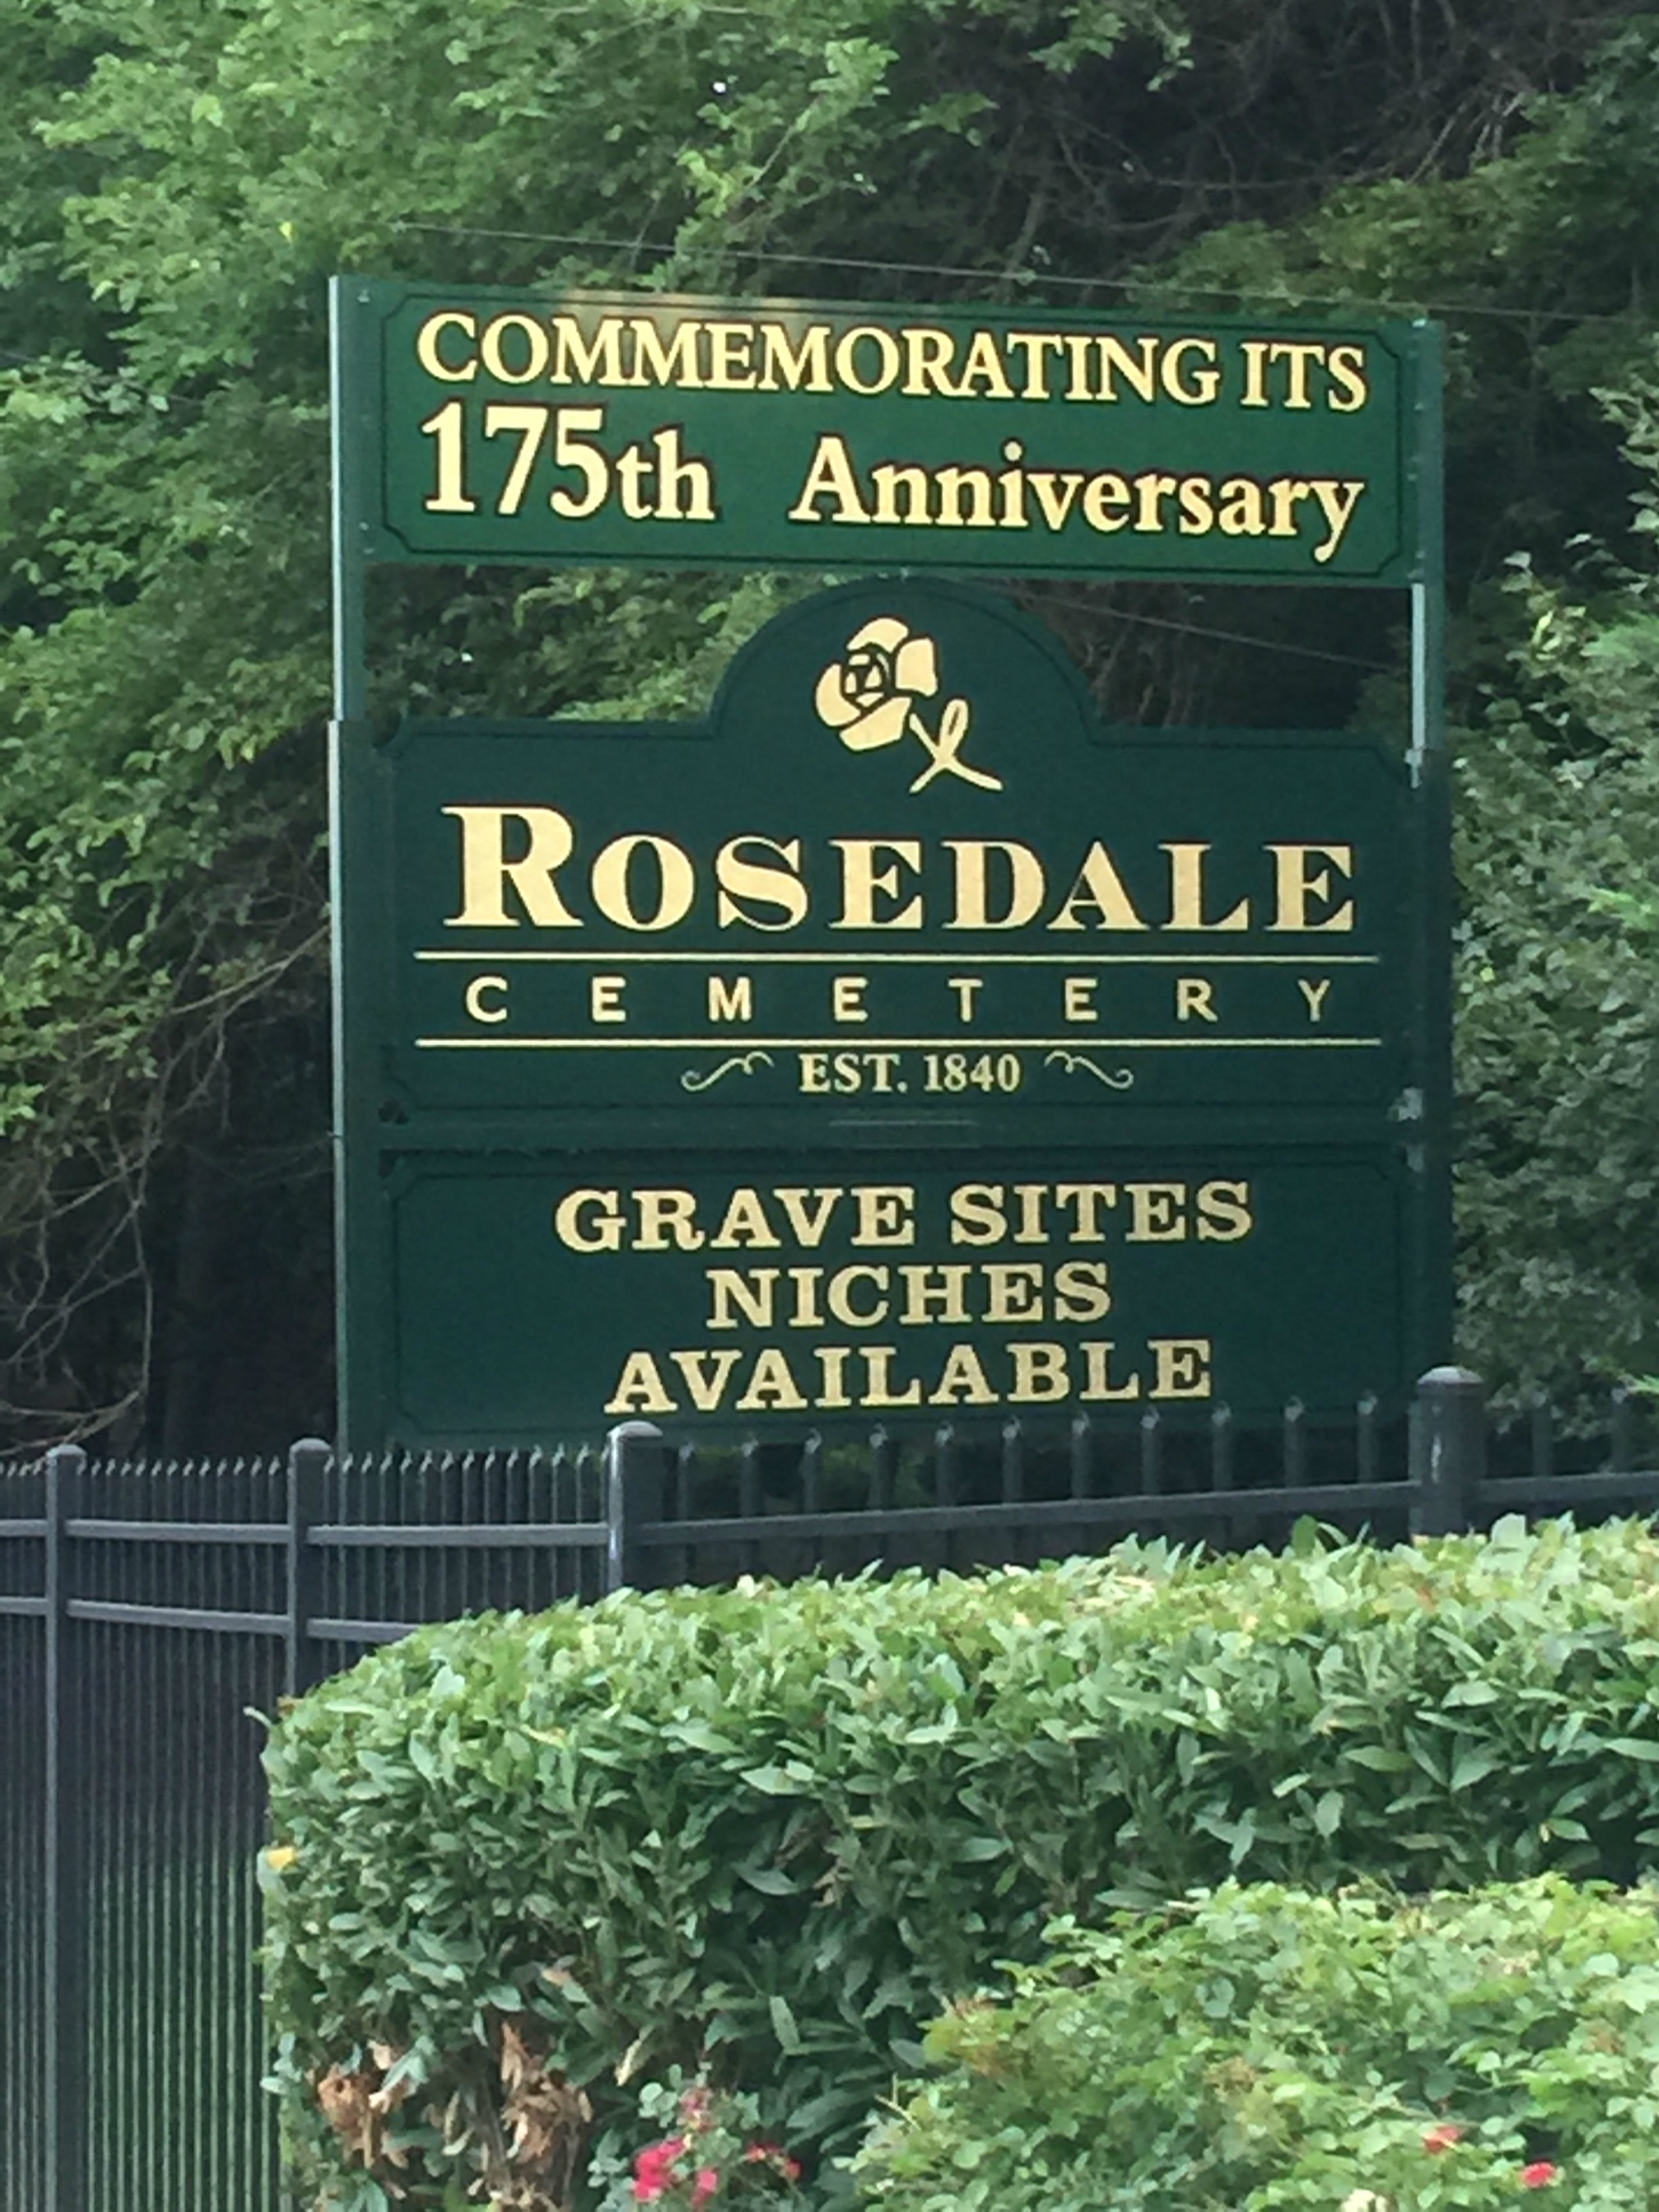 COMMEMORATING ITS
175th Anniversary
ROSEDALE
CEMETERY
EST. 1840
GRAVE SITES
NICHES
AVAILABLE